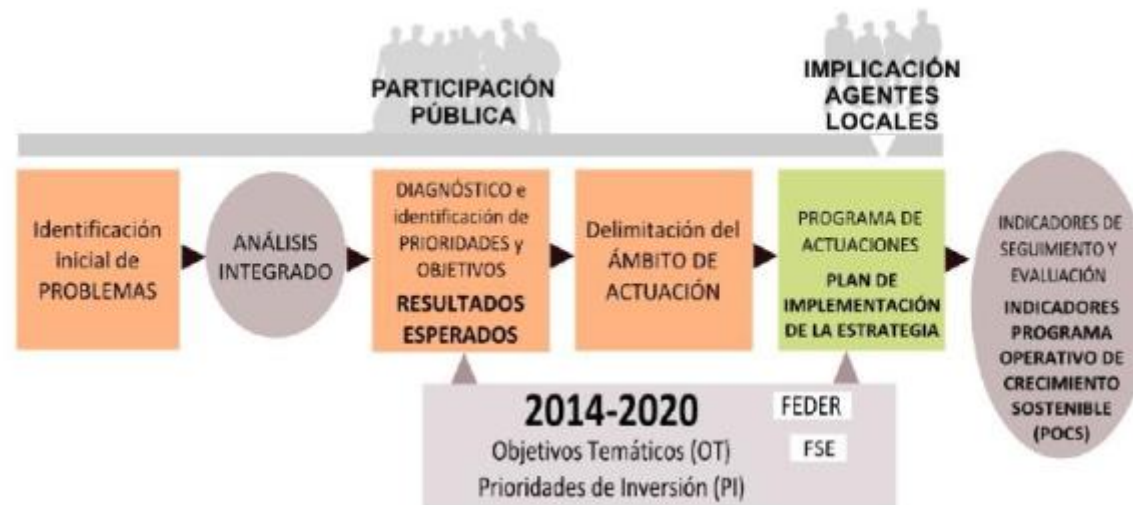 PARTICIPACIÓN
PÚBLICA
IMPLICACIÓN
AGENTES
LOCALES
Identificación
inicial de
PROBLEMAS
ANÁLISIS
INTEGRADO
DIAGNÓSTICO e
identificación de
PRIORIDADES y
OBJETIVOS
RESULTADOS
ESPERADOS
Delimitación del
ÁMBITO DE
ACTUACIÓN
PROGRAMA DE
ACTUACIONES
PLAN DE
IMPLEMENTACIÓN
DE LA ESTRATEGIA
INDICADORES DE
SEGUIMIENTO Y
EVALUACIÓN
INDICADORES
PROGRAMA
OPERATIVO DE
CRECIMIENTO
SOSTENIBLE
(POCS)
2014-2020
Objetivos Temáticos (OT)
Prioridades de Inversión (PI)
FEDER
FSE